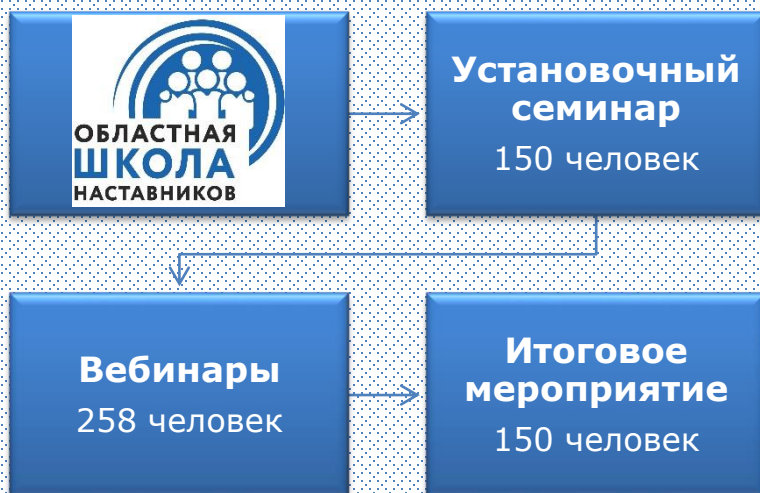 ОБЛАСТНАЯ
ШКОЛА
НАСТАВНИКОВ
Установочный
семинар
150 человек
Вебинары
258 человек
Итоговое
мероприятие
150 человек